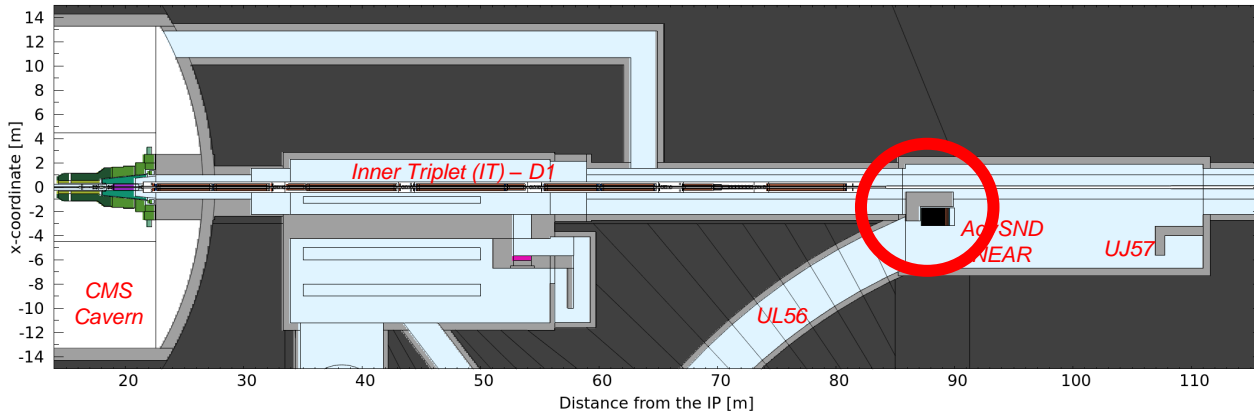 x-coordinate [m]
14
12
10
8
6
4
2
0
-2
-4
-6
-8
-10
-12
-14
Inner Triplet (IT) – D1
SND
NEAR
UJ57
CMS
Cavern
UL56
20 30 40 50 60 70 80 90 100 110
Distance from the IP [m]